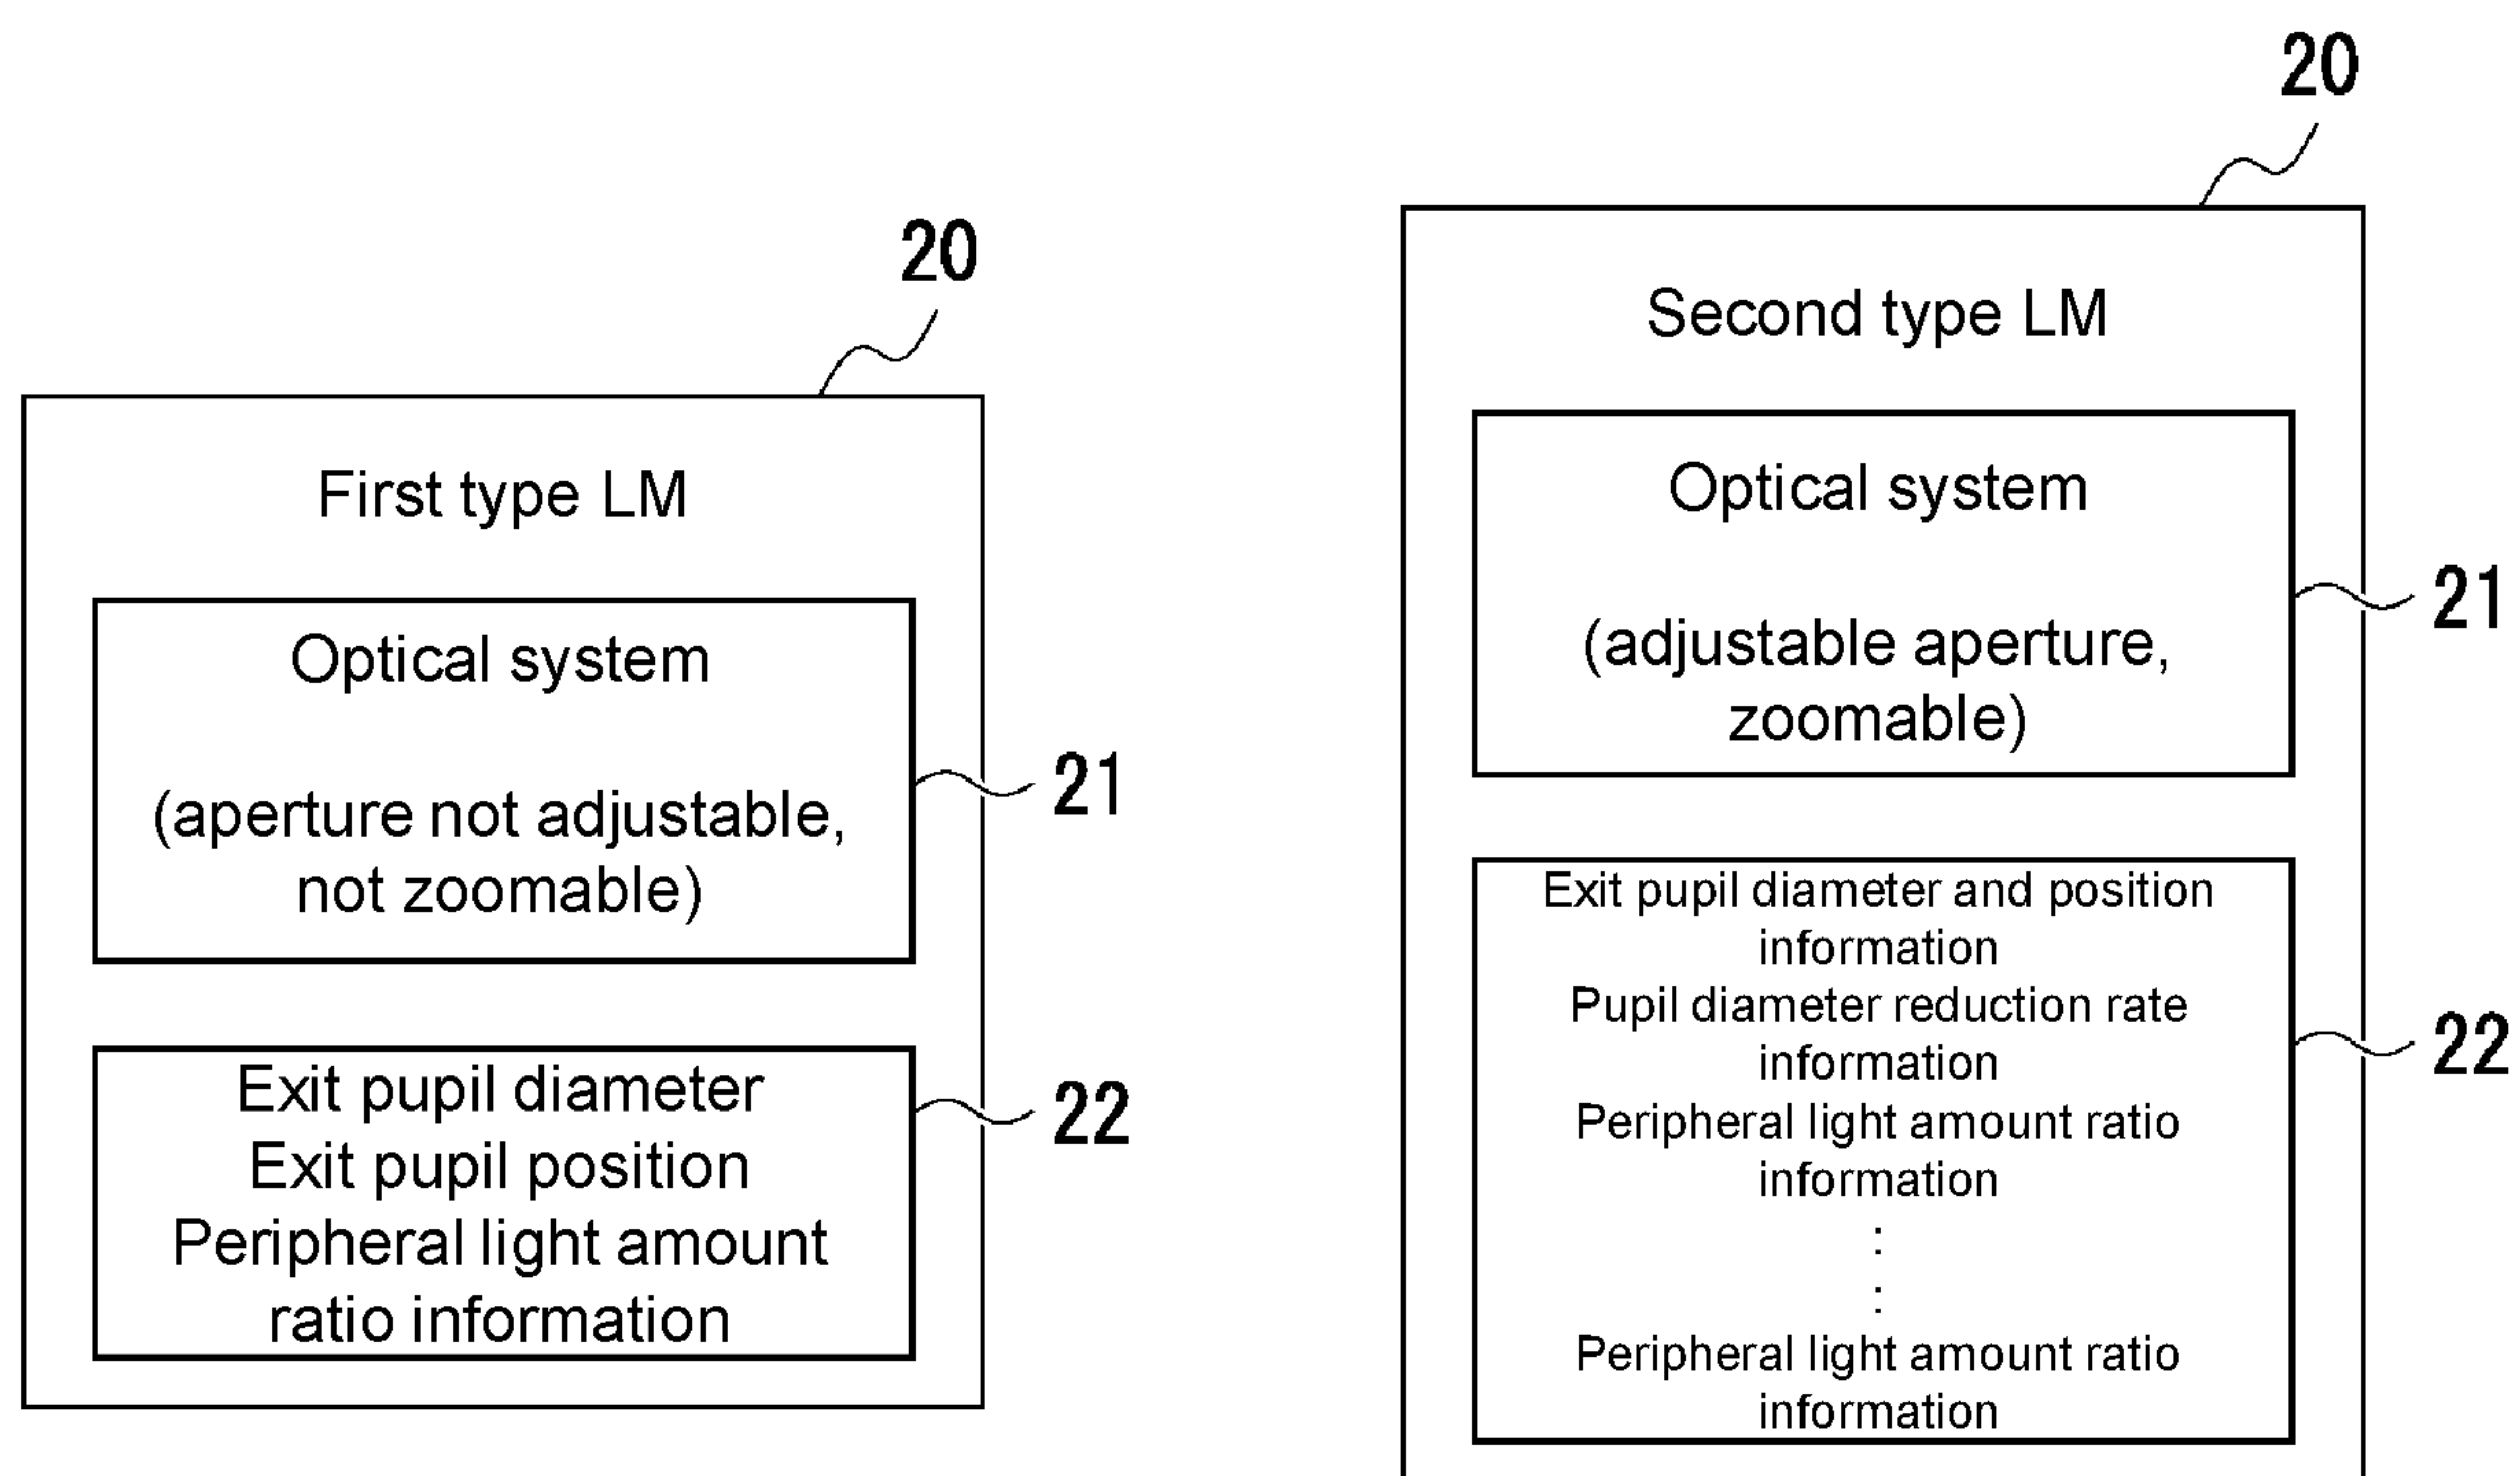 20
First type LM
Optical system
(aperture not adjustable,
not zoomable)
21
Exit pupil diameter
Exit pupil position
Peripheral light amount
ratio information
22
20
Second type LM
Optical system
(adjustable aperture,
zoomable)
21
Exit pupil diameter and position
information
Pupil diameter reduction rate
information
Peripheral light amount ratio
information
:
:
Peripheral light amount ratio
information
22